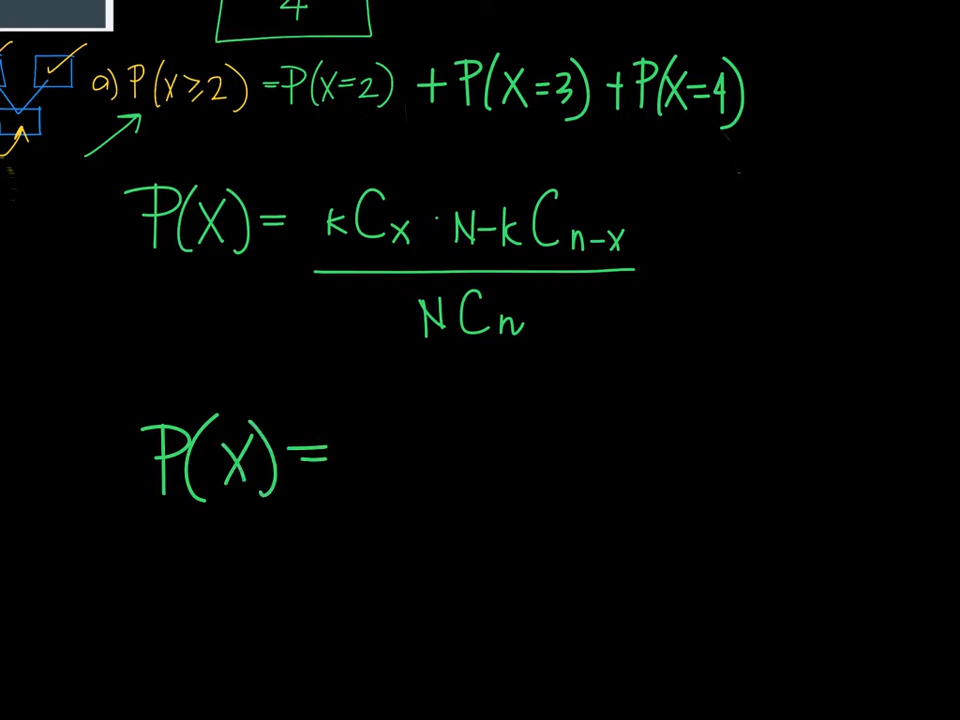 4
a) P(x≥2) = P(x=2) + P(X=3) + P(X=4)
P(X) = kCx · N-kCn-x
NCn
P(X) =